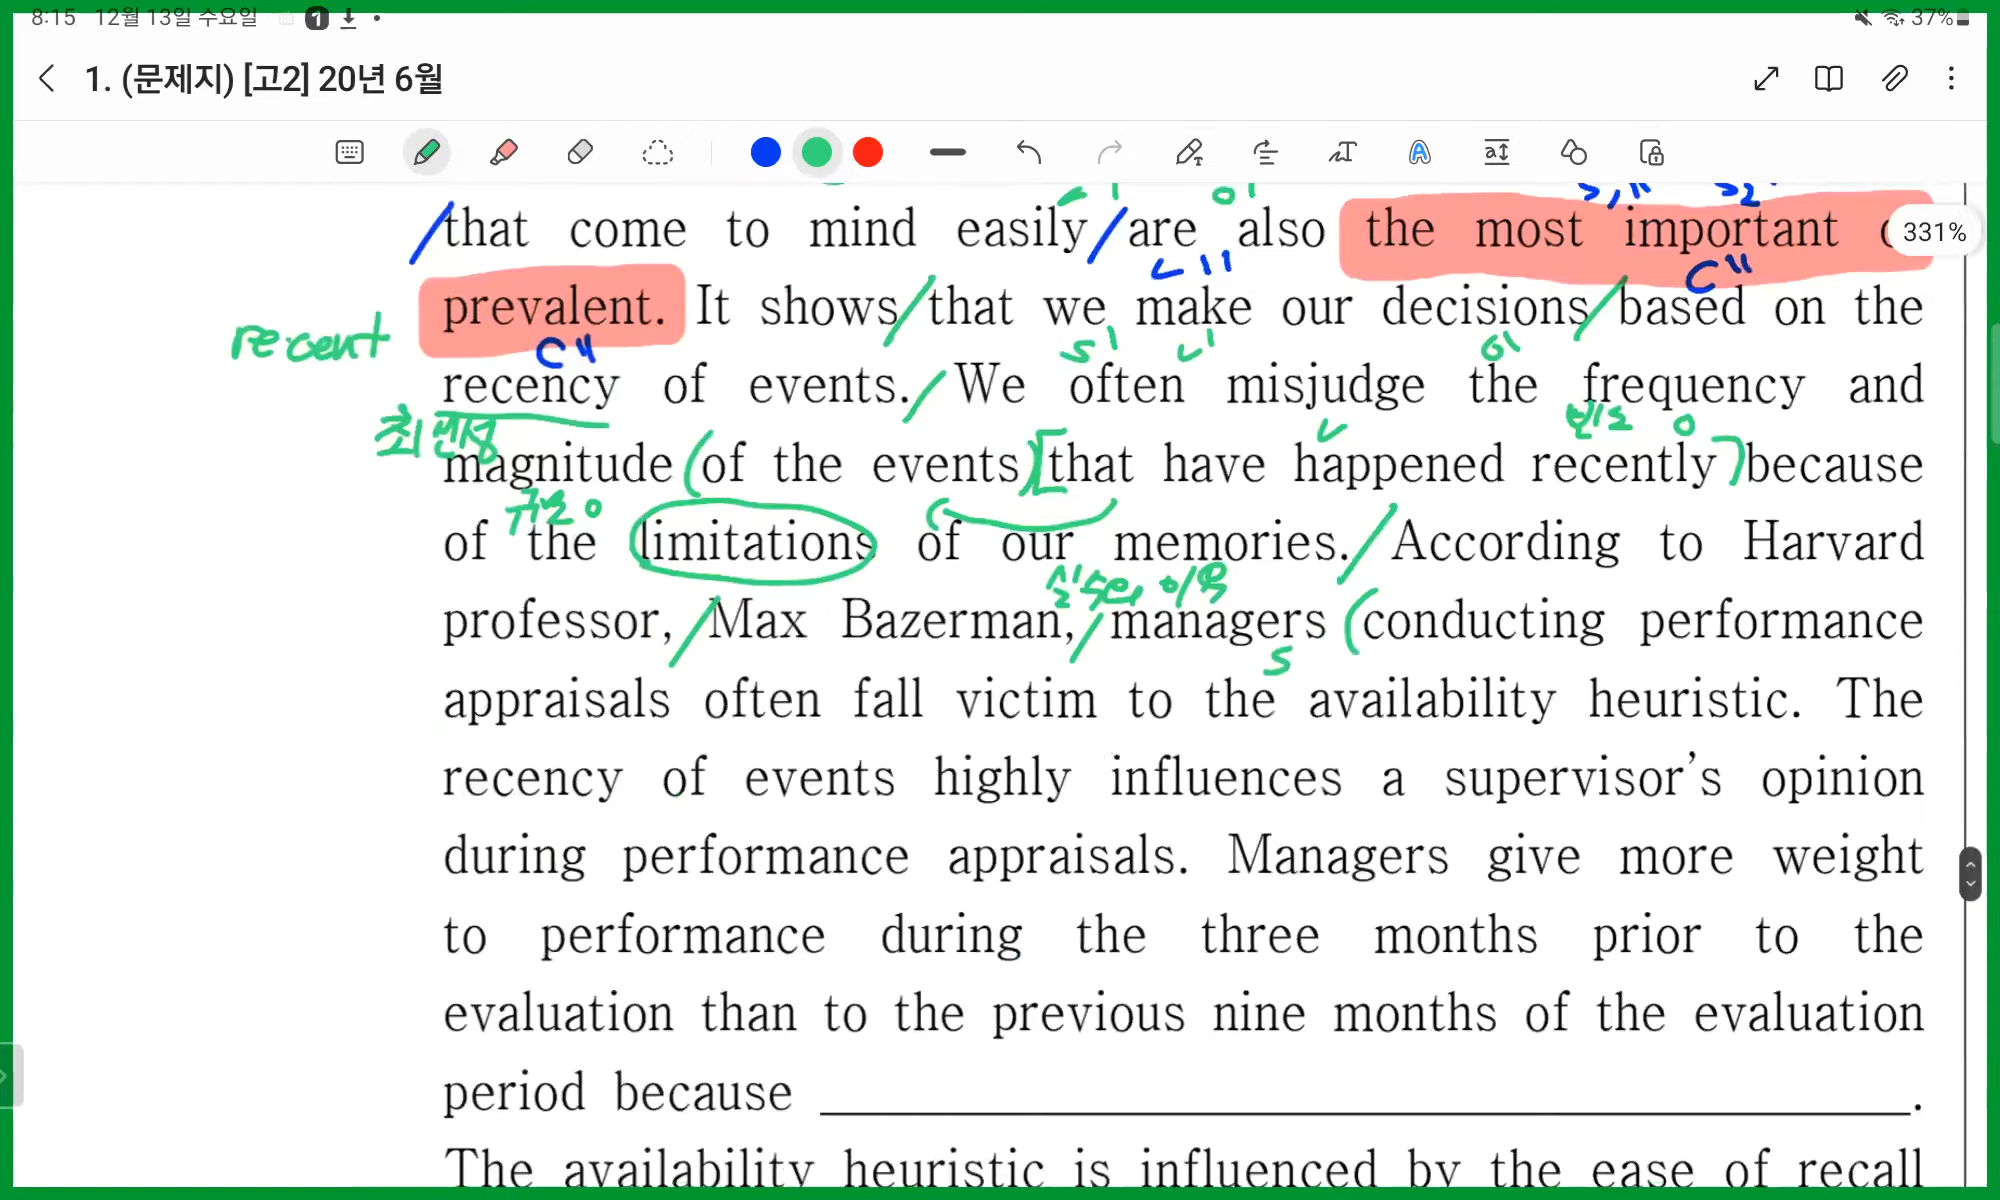 8:15 12월 13일 수요일 1 37%
1. (문제지) [고2] 20년 6월
that come to mind easily are also the most important
331%
prevalent. It shows that we make our decisions based on the
recent
recency of events. We often misjudge the frequency and
최근성
빈도
magnitude of the events that have happened recently because
규모
of the limitations of our memories. According to Harvard
professor, Max Bazerman, managers conducting performance
S
appraisals often fall victim to the availability heuristic. The
recency of events highly influences a supervisor's opinion
during performance appraisals. Managers give more weight
to performance during the three months prior to the
evaluation than to the previous nine months of the evaluation
period because ____________.
The availability heuristic is influenced by the ease of recall